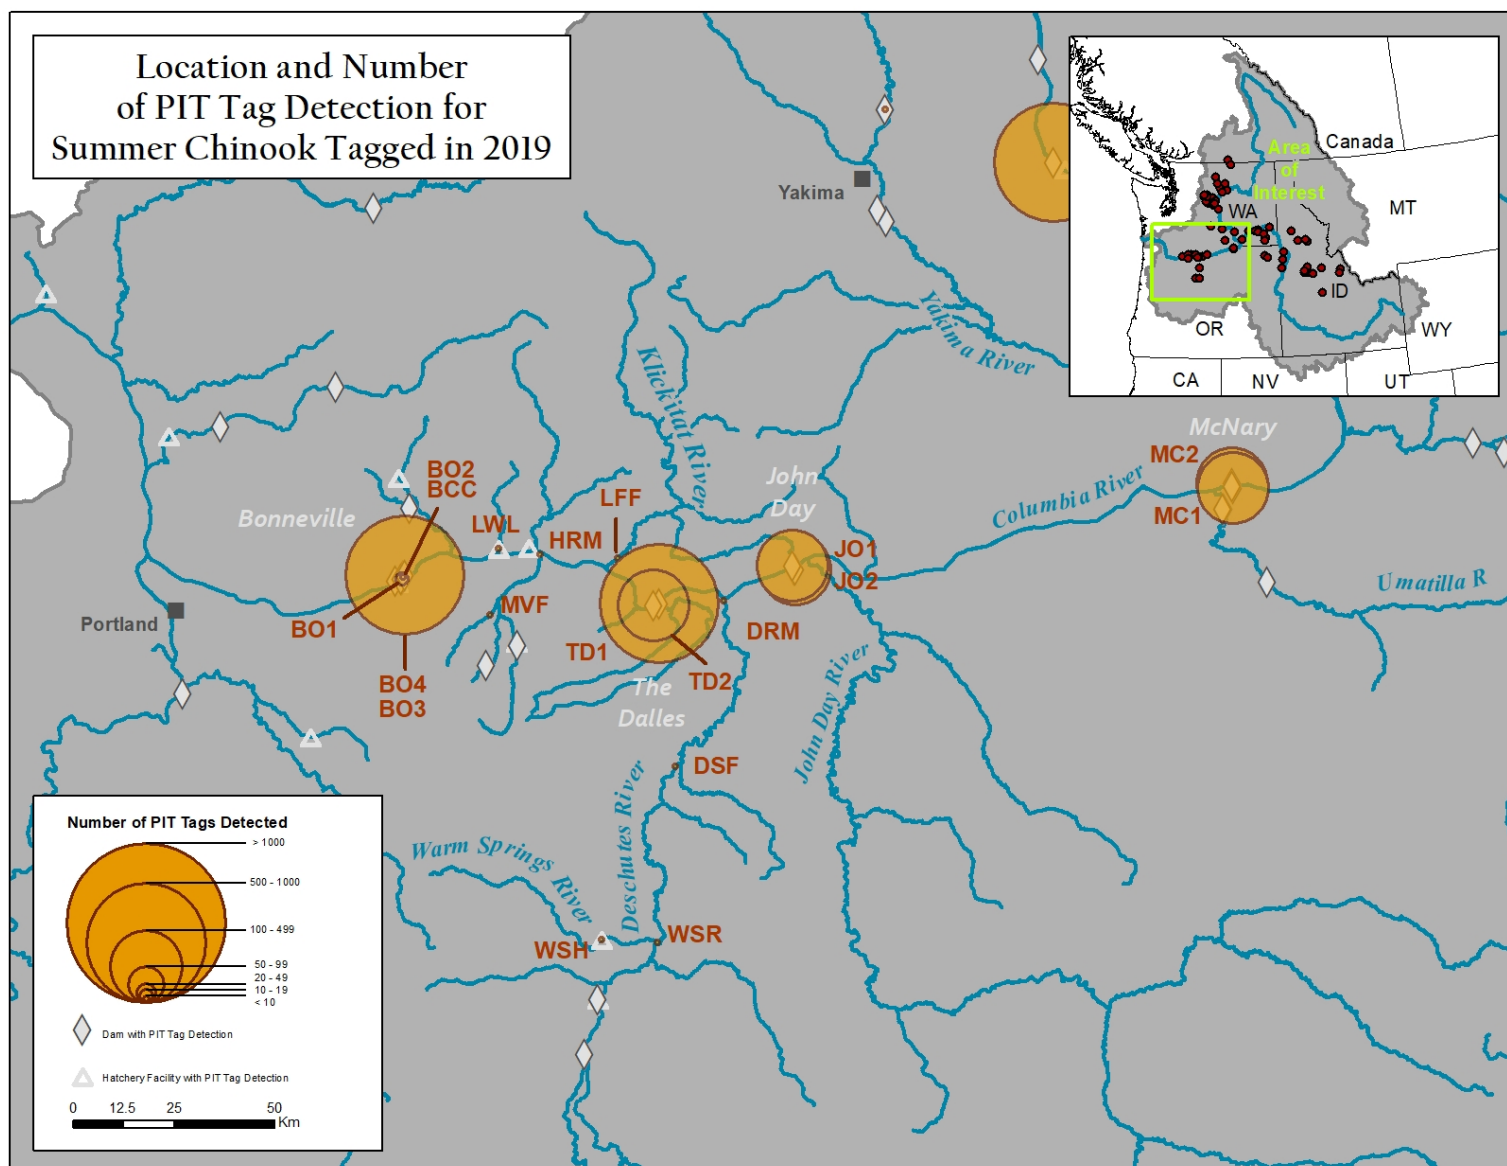 Location and Number
of PIT Tag Detection for
Summer Chinook Tagged in 2019
Canada
Area
of
Interest
WA
MT
ID
OR
WY
CA
NV
UT
Yakima
Yakima River
Klickitat River
McNary
MC2
MC1
Columbia River
John
Day
JO1
JO2
BO2
BCC
Bonneville
LWL
HRM
LFF
BO1
MVF
BO4
BO3
Portland
TD1
TD2
The
Dalles
DRM
Umatilla R
John Day River
DSF
Deschutes River
Warm Springs River
WSH
WSR
Number of PIT Tags Detected
> 1000
500 - 1000
100 - 499
50 - 99
20 - 49
10 - 19
< 10
Dam with PIT Tag Detection
Hatchery Facility with PIT Tag Detection
0 12.5 25 50
Km